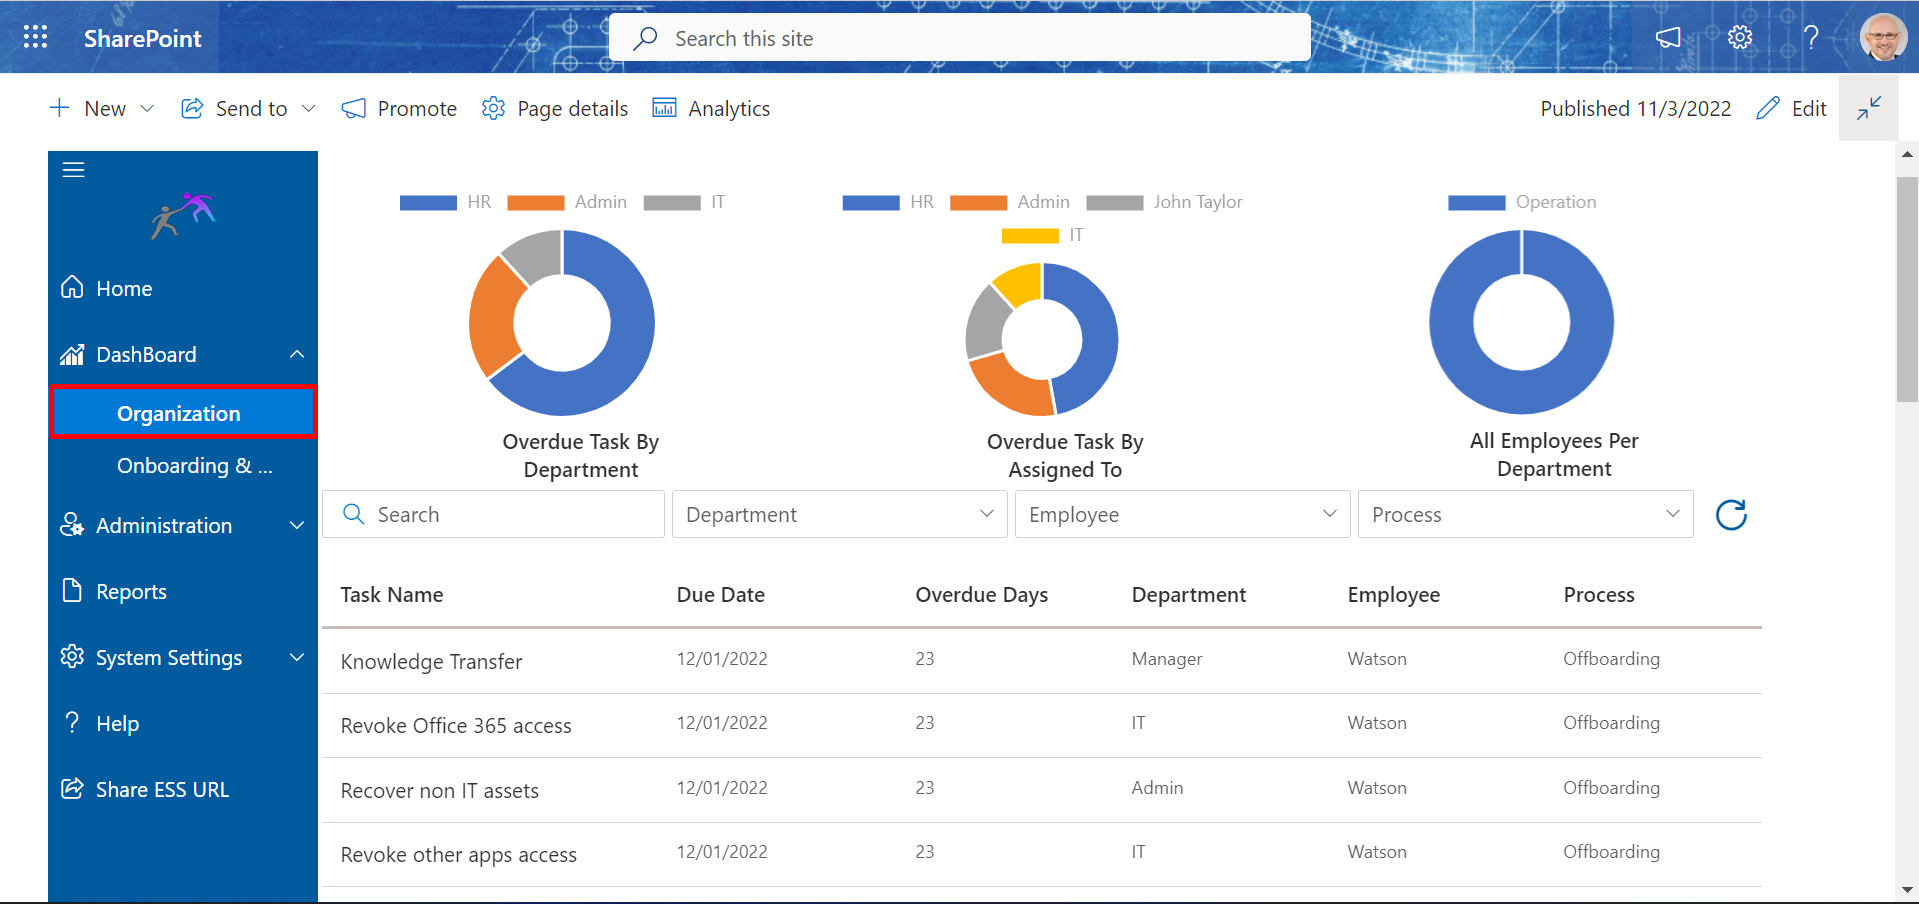 SharePoint
Search this site
New
Send to
Promote
Page details
Analytics
Published 11/3/2022
Edit
Home
DashBoard
Organization
Onboarding & ...
Administration
Reports
System Settings
Help
Share ESS URL
HR Admin IT
Overdue Task By
Department
HR Admin John Taylor
IT
Overdue Task By
Assigned To
Operation
All Employees Per
Department
Search
Department
Employee
Process
Task Name Due Date Overdue Days Department Employee Process
Knowledge Transfer 12/01/2022 23 Manager Watson Offboarding
Revoke Office 365 access 12/01/2022 23 IT Watson Offboarding
Recover non IT assets 12/01/2022 23 Admin Watson Offboarding
Revoke other apps access 12/01/2022 23 IT Watson Offboarding